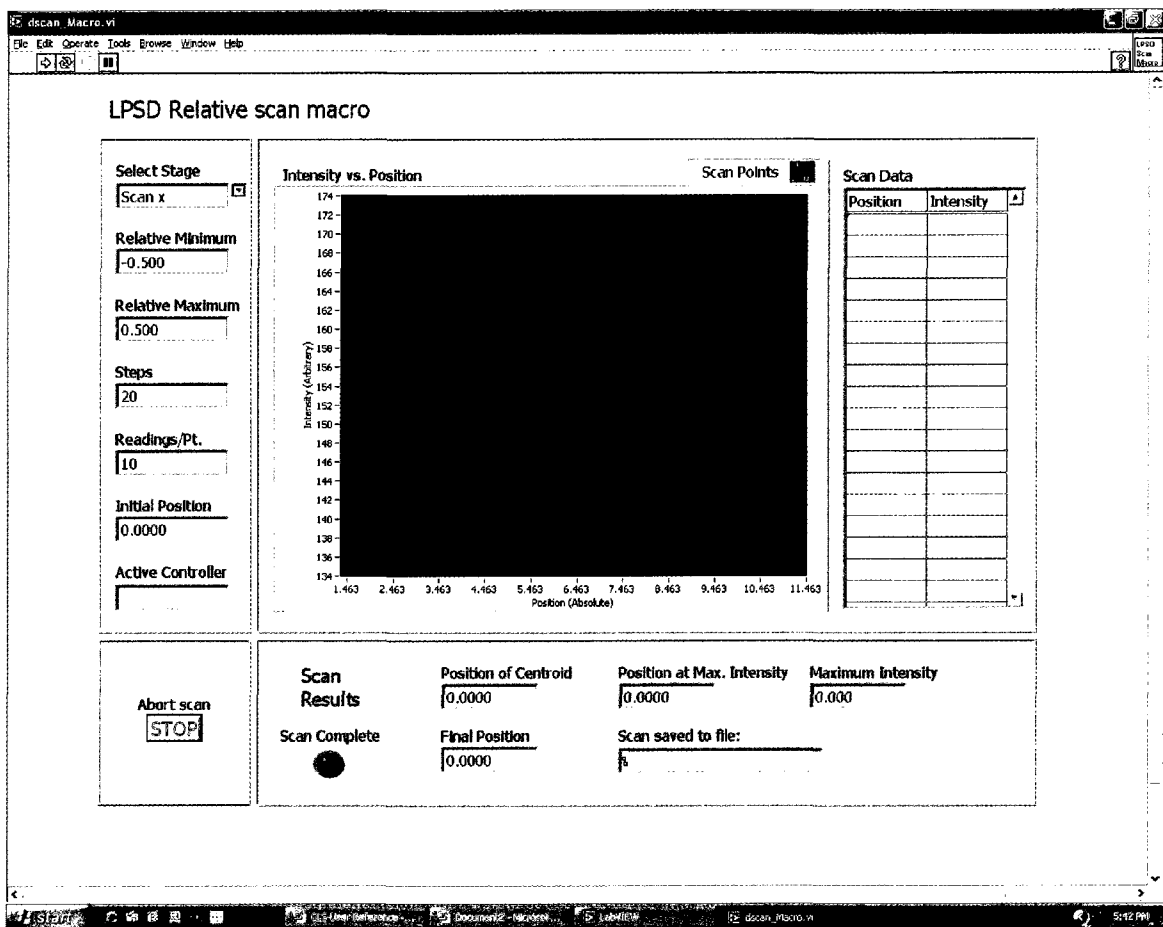 dscan_Macro.vi
File Edit Operate Tools Browse Window Help
LPSD
Scan
Macro
LPSD Relative scan macro
Select Stage
Scan x
Relative Minimum
-0.500
Relative Maximum
0.500
Steps
20
Readings/Pt.
10
Initial Position
0.0000
Active Controller
Intensity vs. Position
Scan Points
174
172
170
168
166
164
162
160
158
156
154
152
150
148
146
144
142
140
138
136
134
Intensity (Arbitrary)
1.463 2.463 3.463 4.463 5.463 6.463 7.463 8.463 9.463 10.463 11.463
Position (Absolute)
Scan Data
Position Intensity
Abort scan
STOP
Scan
Results
Scan Complete
Position of Centroid
0.0000
Position at Max. Intensity
0.0000
Maximum Intensity
0.000
Final Position
0.0000
Scan saved to file:
Start
LabVIEW
dscan_Macro.vi
5:42 PM